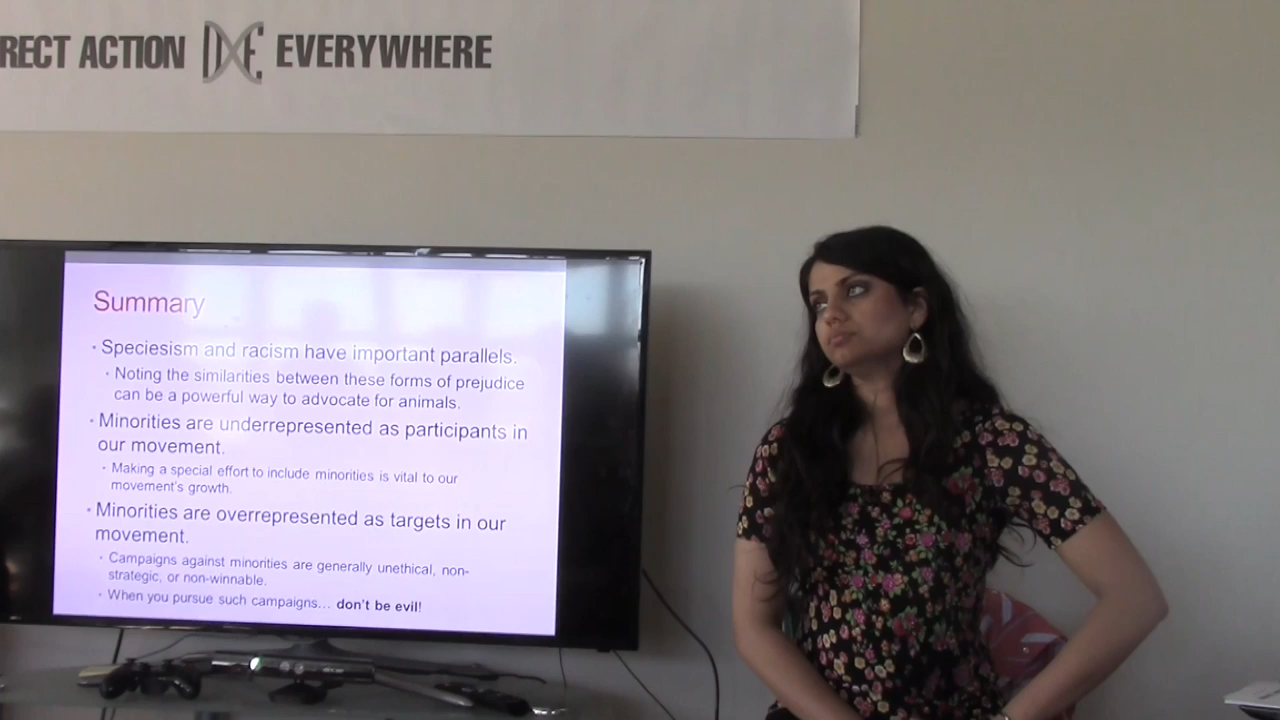 RECT ACTION DXE EVERYWHERE
Summary
• Speciesism and racism have important parallels.
• Noting the similarities between these forms of prejudice
can be a powerful way to advocate for animals.
• Minorities are underrepresented as participants in
our movement.
• Making a special effort to include minorities is vital to our
movement's growth.
• Minorities are overrepresented as targets in our
movement.
• Campaigns against minorities are generally unethical, non-
strategic, or non-winnable.
• When you pursue such campaigns... don't be evil!